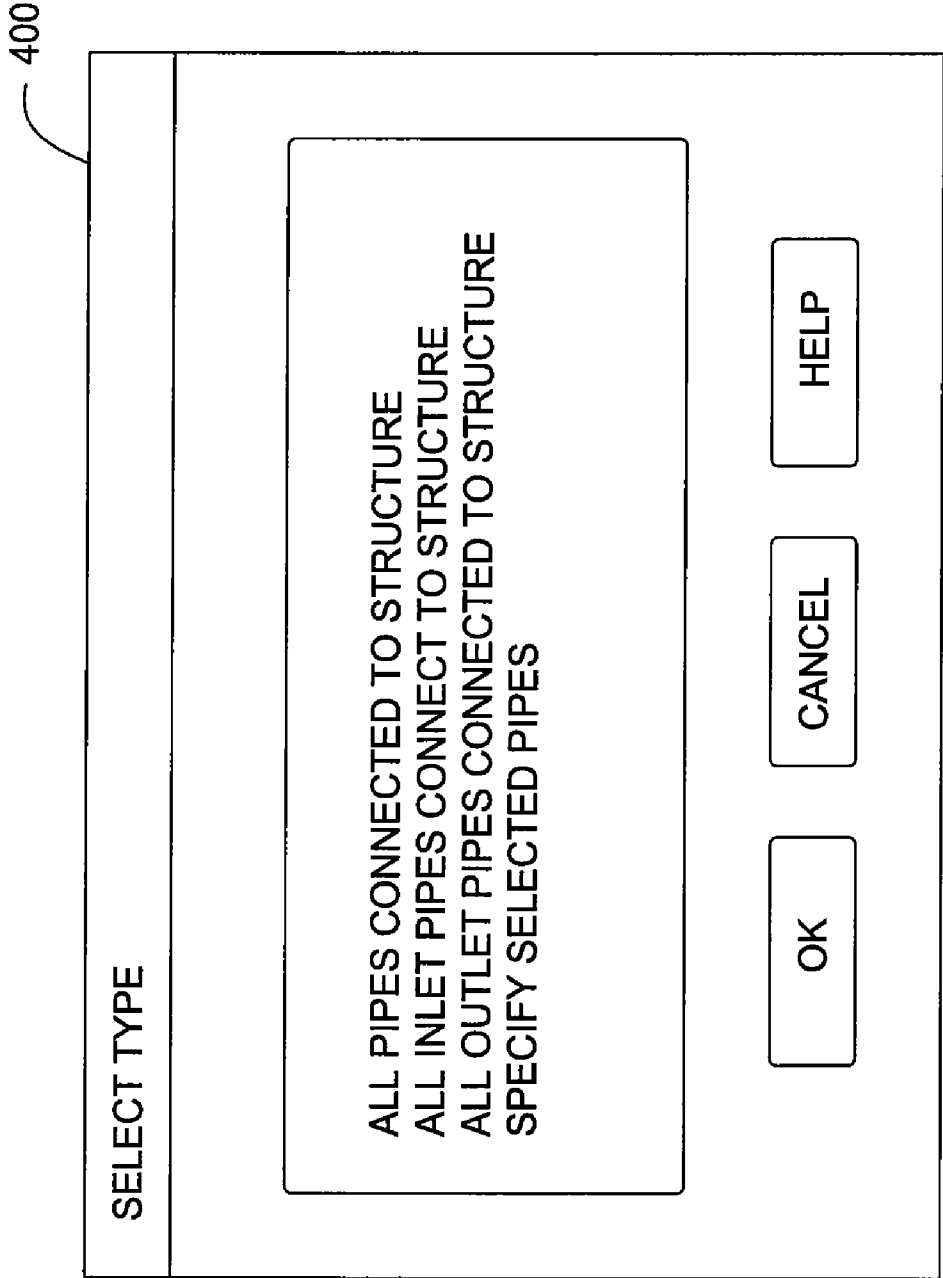 400
SELECT TYPE
ALL PIPES CONNECTED TO STRUCTURE
ALL INLET PIPES CONNECT TO STRUCTURE
ALL OUTLET PIPES CONNECTED TO STRUCTURE
SPECIFY SELECTED PIPES
OK
CANCEL
HELP